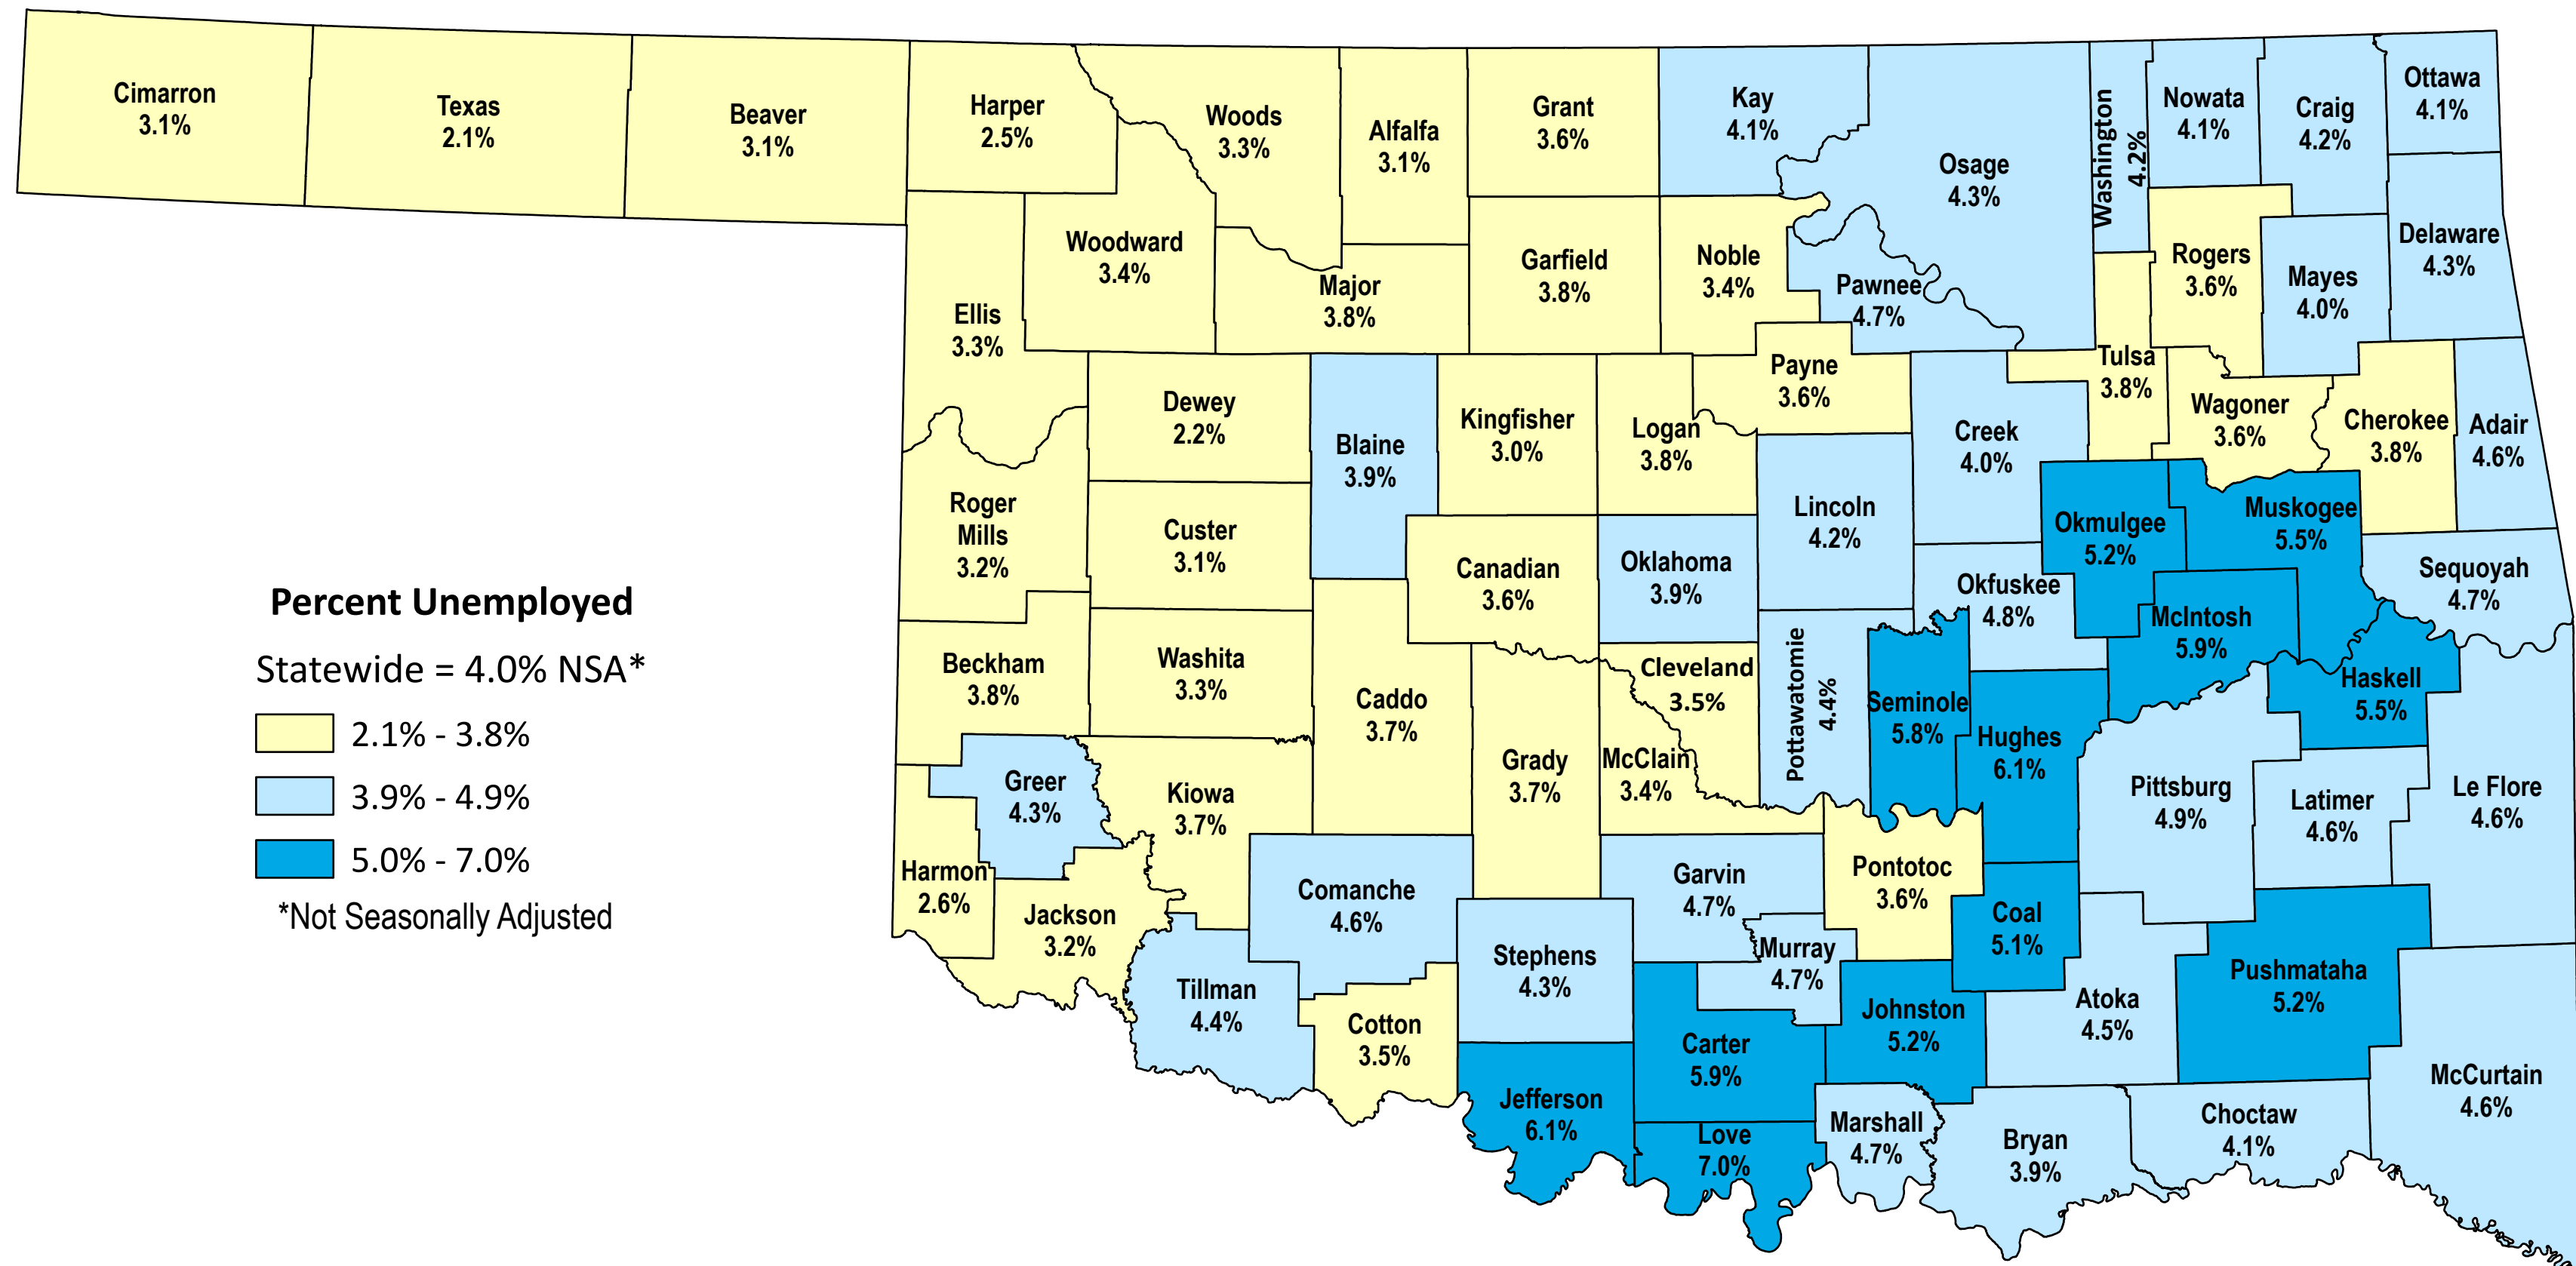 Cimarron
3.1%
Texas
2.1%
Beaver
3.1%
Harper
2.5%
Woods
3.3%
Alfalfa
3.1%
Grant
3.6%
Kay
4.1%
Osage
4.3%
Washington
4.2%
Nowata
4.1%
Craig
4.2%
Ottawa
4.1%
Woodward
3.4%
Ellis
3.3%
Major
3.8%
Garfield
3.8%
Noble
3.4%
Pawnee
4.7%
Rogers
3.6%
Mayes
4.0%
Delaware
4.3%
Dewey
2.2%
Blaine
3.9%
Kingfisher
3.0%
Logan
3.8%
Payne
3.6%
Creek
4.0%
Tulsa
3.8%
Wagoner
3.6%
Cherokee
3.8%
Adair
4.6%
Roger
Mills
3.2%
Custer
3.1%
Canadian
3.6%
Oklahoma
3.9%
Lincoln
4.2%
Okfuskee
4.8%
Okmulgee
5.2%
Muskogee
5.5%
McIntosh
5.9%
Sequoyah
4.7%
Percent Unemployed
Statewide = 4.0% NSA*
2.1% - 3.8%
3.9% - 4.9%
5.0% - 7.0%
*Not Seasonally Adjusted
Beckham
3.8%
Washita
3.3%
Caddo
3.7%
Grady
3.7%
Cleveland
3.5%
McClain
3.4%
Pottawatomie
4.4%
Seminole
5.8%
Hughes
6.1%
Haskell
5.5%
Pittsburg
4.9%
Latimer
4.6%
Le Flore
4.6%
Greer
4.3%
Kiowa
3.7%
Harmon
2.6%
Jackson
3.2%
Comanche
4.6%
Garvin
4.7%
Pontotoc
3.6%
Coal
5.1%
Tillman
4.4%
Cotton
3.5%
Stephens
4.3%
Murray
4.7%
Johnston
5.2%
Atoka
4.5%
Pushmataha
5.2%
Carter
5.9%
Jefferson
6.1%
Love
7.0%
Marshall
4.7%
Bryan
3.9%
Choctaw
4.1%
McCurtain
4.6%